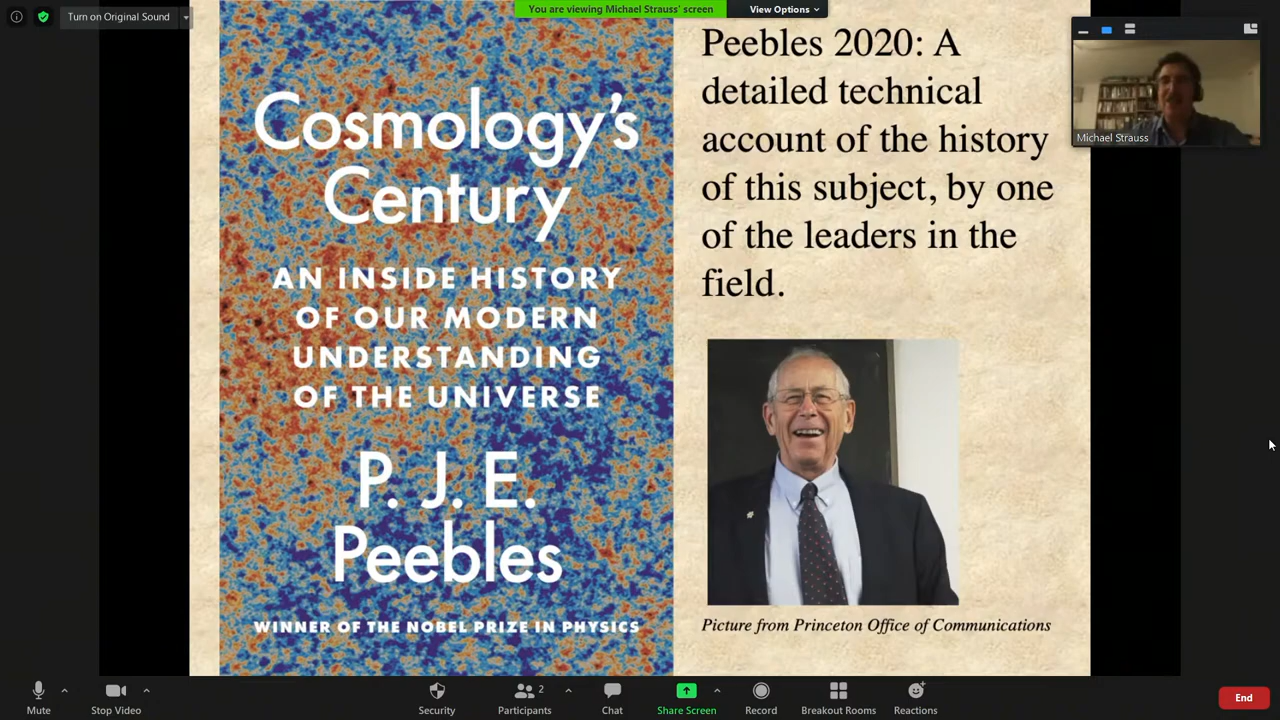 Turn on Original Sound
You are viewing Michael Strauss' screen
View Options
Cosmology's
Century
AN INSIDE HISTORY
OF OUR MODERN
UNDERSTANDING
OF THE UNIVERSE
P. J. E.
Peebles
WINNER OF THE NOBEL PRIZE IN PHYSICS
Peebles 2020: A
detailed technical
account of the history
of this subject, by one
of the leaders in the
field.
Picture from Princeton Office of Communications
Michael Strauss
Mute
Stop Video
Security
2
Participants
Chat
Share Screen
Record
Breakout Rooms
Reactions
End